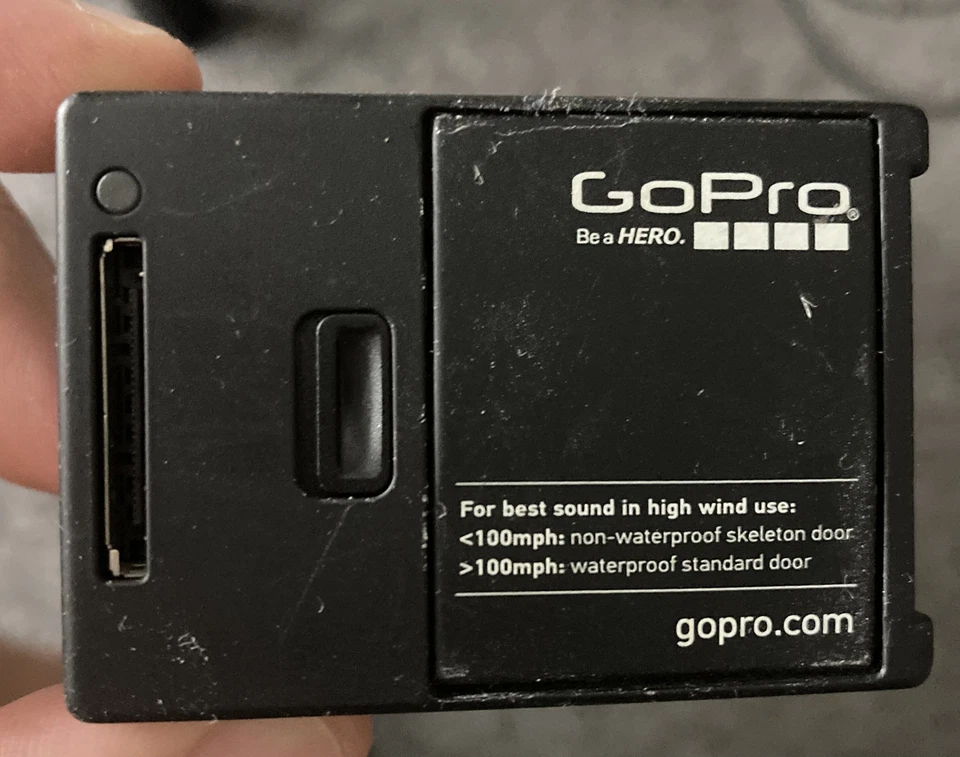 GoPro®
Be a HERO.
For best sound in high wind use:
<100mph: non-waterproof skeleton door
>100mph: waterproof standard door
gopro.com